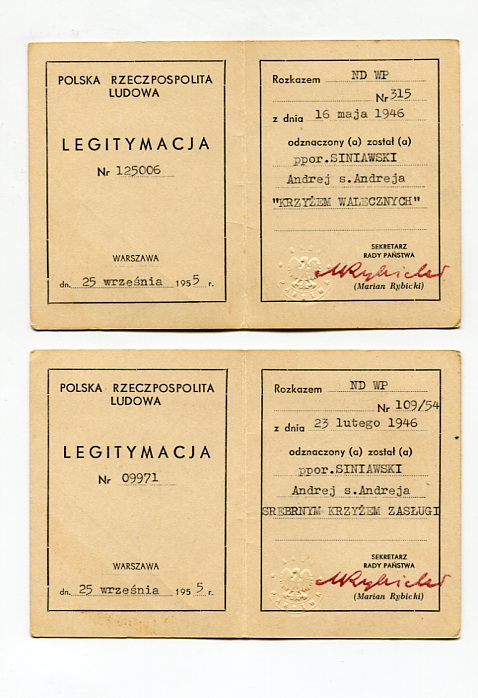 POLSKA RZECZPOSPOLITA
LUDOWA
LEGITYMACJA
Nr 125006
WARSZAWA
dn. 25 września 1955 r.
Rozkazem ND WP
Nr 315
z dnia 16 maja 1946
odznaczony (a) został (a)
ppor.SINIAWSKI
Andrej s.Andreja
"KRZYŻEM WALECZNYCH"
SEKRETARZ
RADY PAŃSTWA
MRybicki
(Marian Rybicki)
POLSKA RZECZPOSPOLITA
LUDOWA
LEGITYMACJA
Nr 09971
WARSZAWA
dn. 25 września 1955 r.
Rozkazem ND WP
Nr 109/54
z dnia 23 lutego 1946
odznaczony (a) został (a)
ppor.SINIAWSKI
Andrej s.Andreja
SREBRNYM KRZYŻEM ZASŁUGI
SEKRETARZ
RADY PAŃSTWA
MRybicki
(Marian Rybicki)